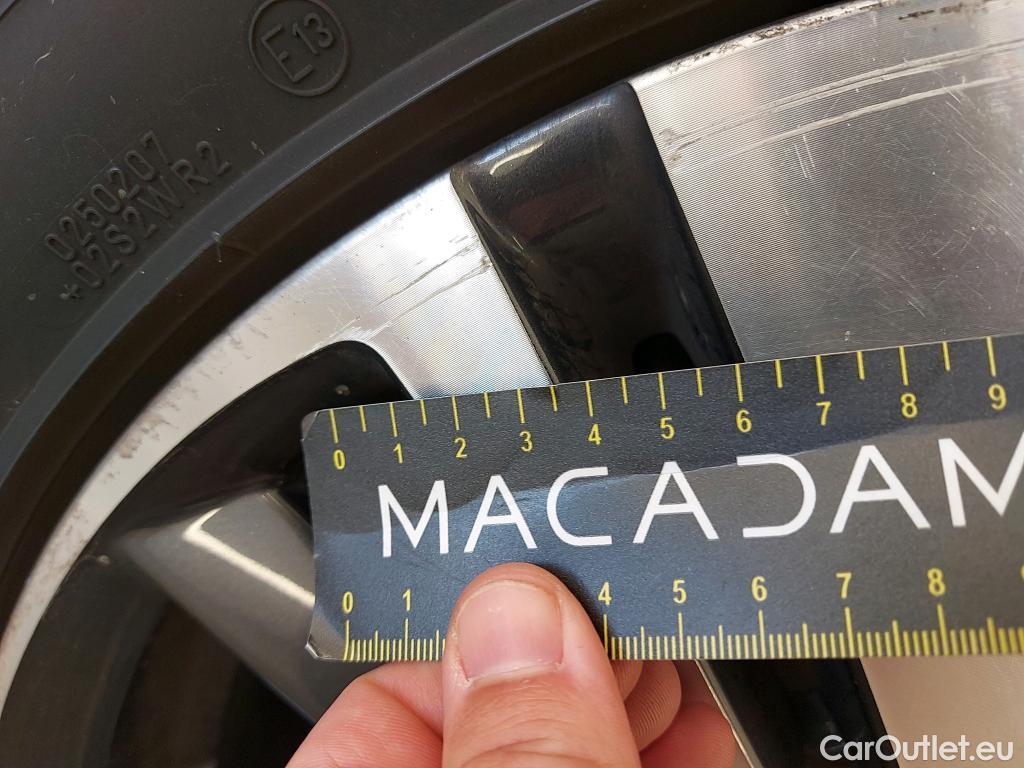 E13
0250207
+02S2WR2
0 1 2 3 4 5 6 7 8 9
MACADAM
0 1 4 5 6 7 8
CarOutlet.eu